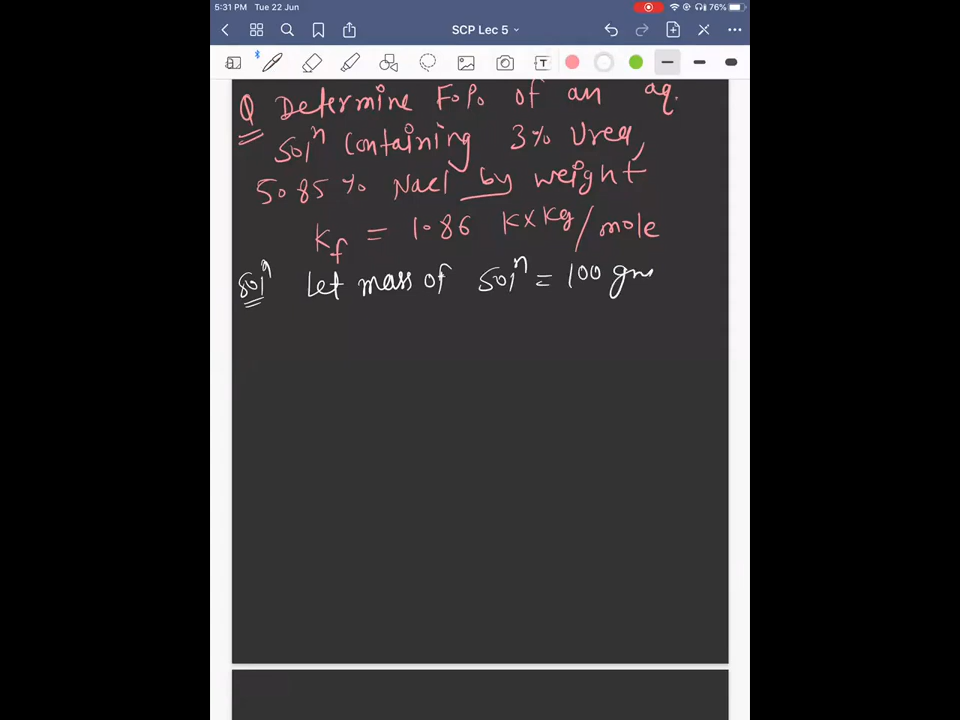 5:31 PM Tue 22 Jun 76%
SCP Lec 5
Q Determine F.P. of an aq.
solⁿ containing 3% Urea,
5.85 % Nacl by weight
Kf = 1.86 K×Kg/mole
solⁿ Let mass of solⁿ = 100 gm